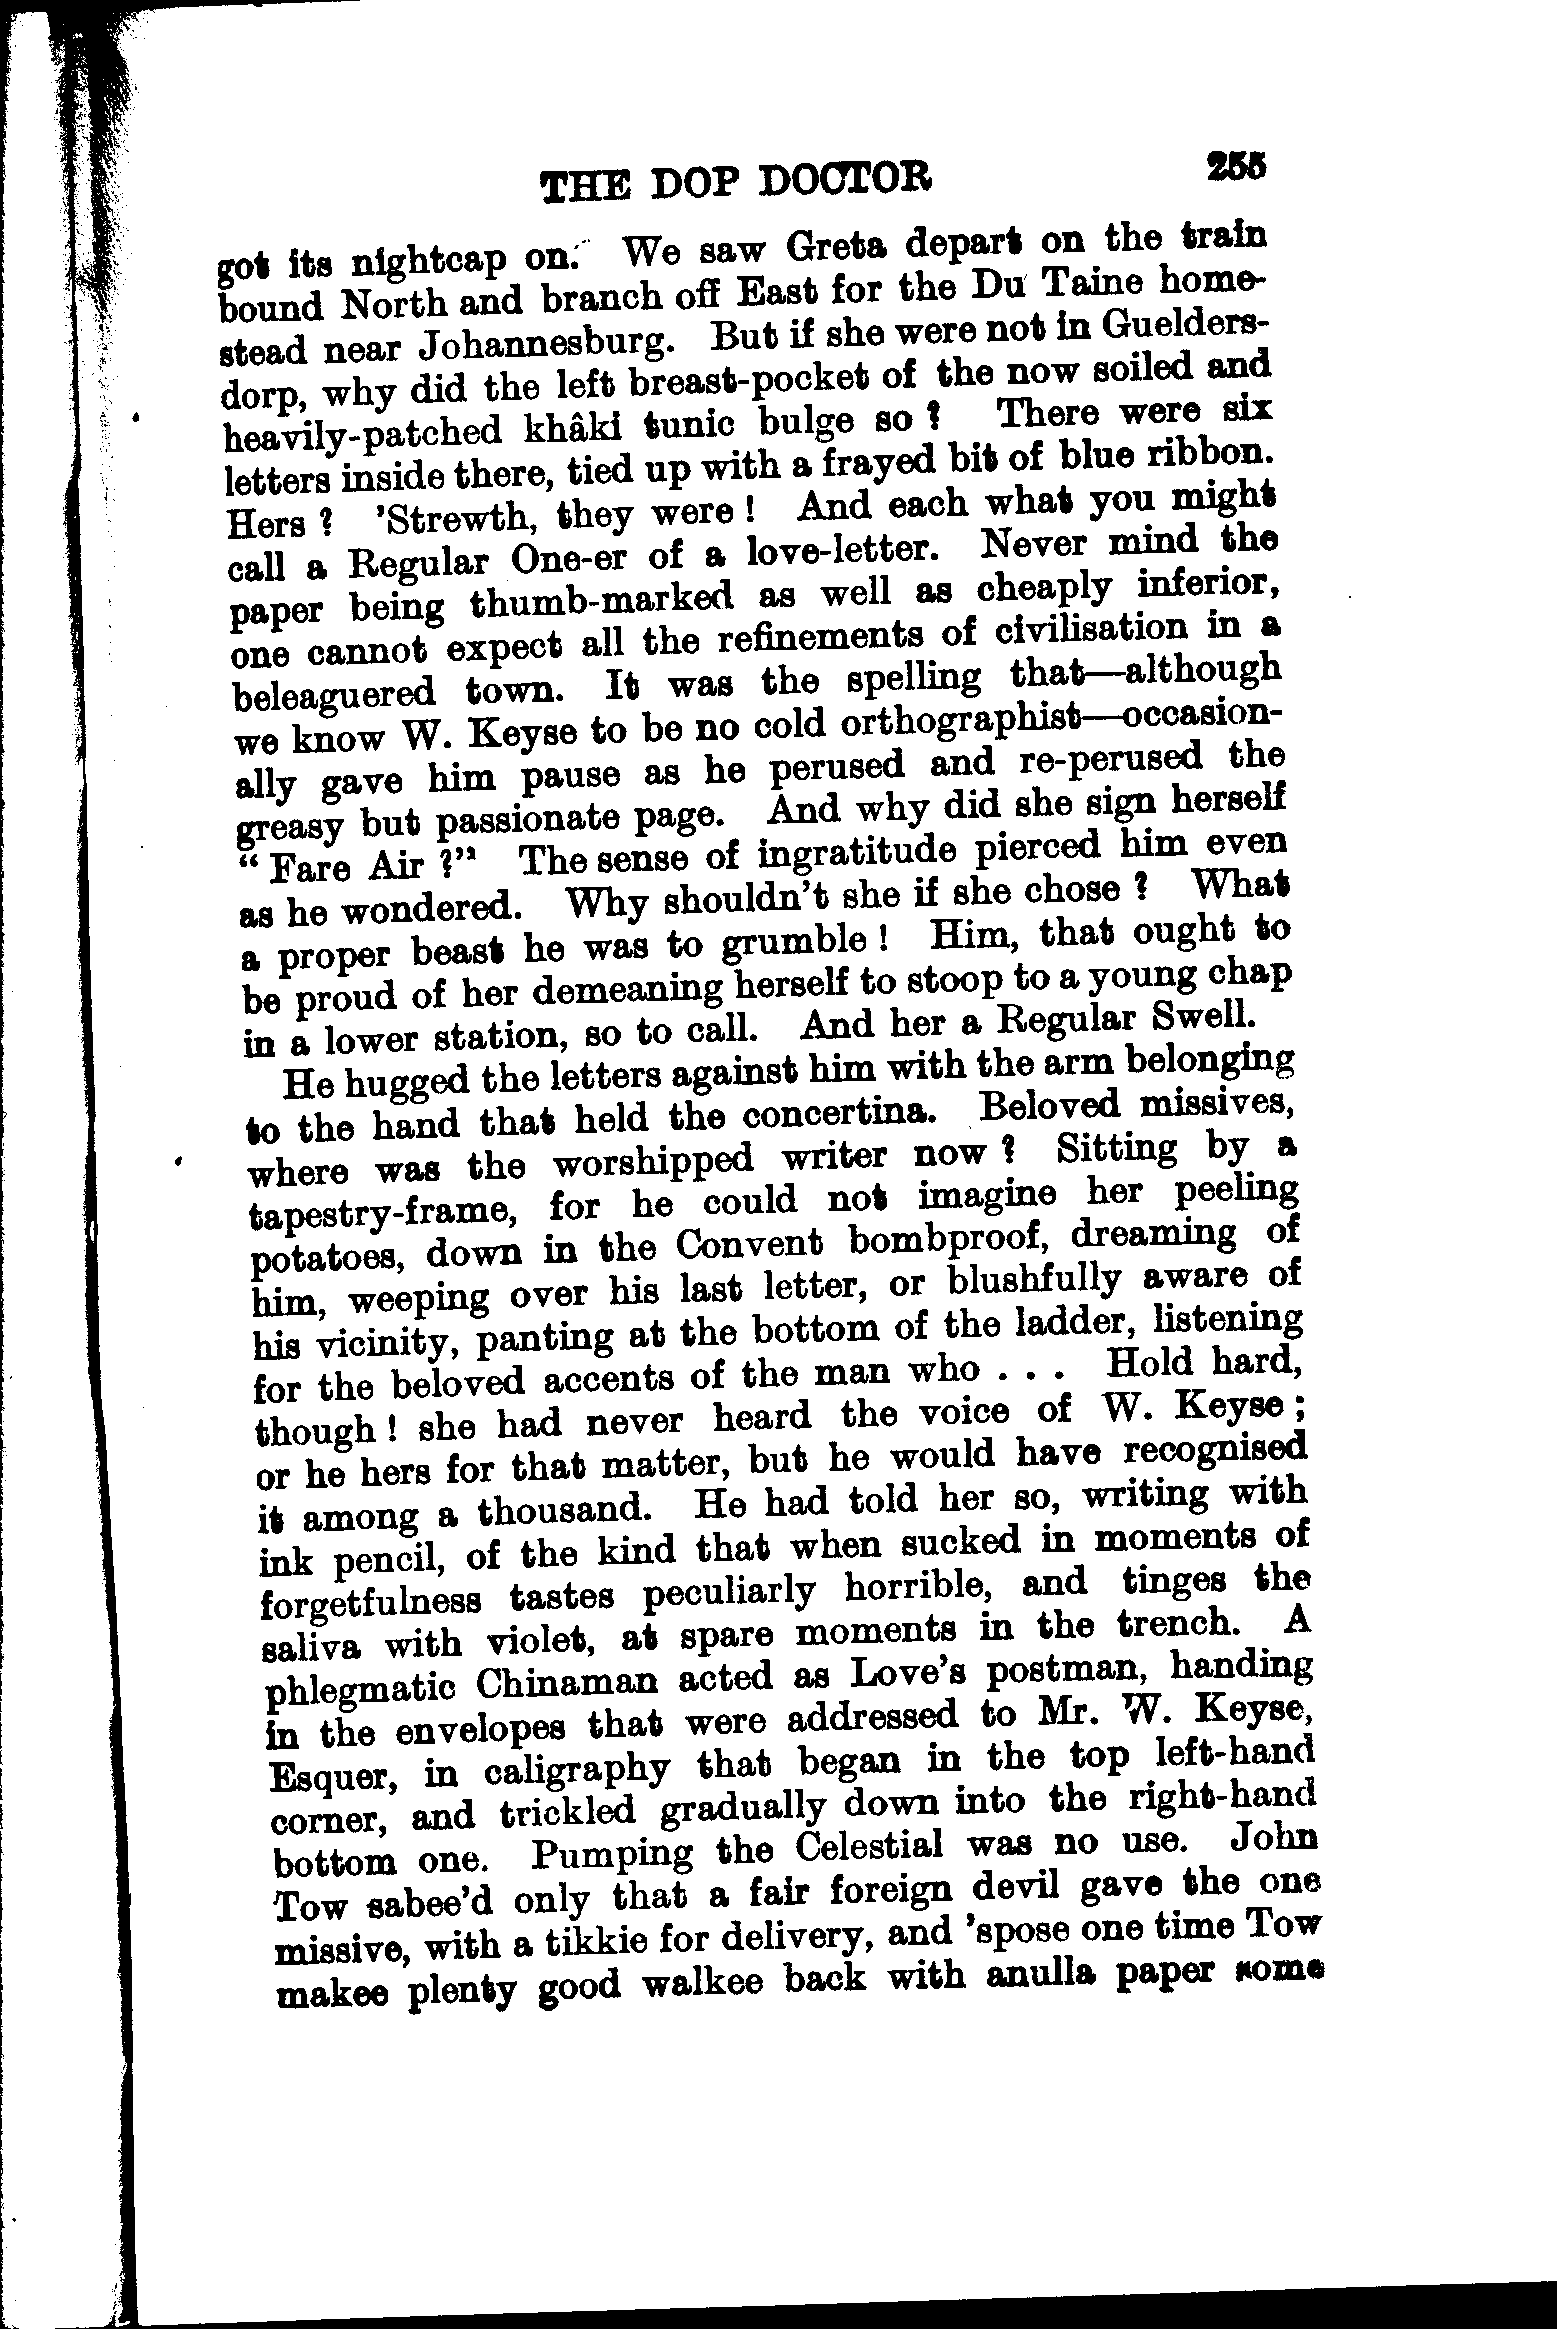 THE DOP DOCTOR 255
got its nightcap on. We saw Greta depart on the train
bound North and branch off East for the Du Taine home-
stead near Johannesburg. But if she were not in Guelders-
dorp, why did the left breast-pocket of the now soiled and
heavily-patched khâki tunic bulge so ? There were six
letters inside there, tied up with a frayed bit of blue ribbon.
Hers ? 'Strewth, they were ! And each what you might
call a Regular One-er of a love-letter. Never mind the
paper being thumb-marked as well as cheaply inferior,
one cannot expect all the refinements of civilisation in a
beleaguered town. It was the spelling that—although
we know W. Keyse to be no cold orthographist—occasion-
ally gave him pause as he perused and re-perused the
greasy but passionate page. And why did she sign herself
“ Fare Air ?” The sense of ingratitude pierced him even
as he wondered. Why shouldn't she if she chose ? What
a proper beast he was to grumble ! Him, that ought to
be proud of her demeaning herself to stoop to a young chap
in a lower station, so to call. And her a Regular Swell.
He hugged the letters against him with the arm belonging
to the hand that held the concertina. Beloved missives,
where was the worshipped writer now ? Sitting by a
tapestry-frame, for he could not imagine her peeling
potatoes, down in the Convent bombproof, dreaming of
him, weeping over his last letter, or blushfully aware of
his vicinity, panting at the bottom of the ladder, listening
for the beloved accents of the man who . . . Hold hard,
though ! she had never heard the voice of W. Keyse ;
or he hers for that matter, but he would have recognised
it among a thousand. He had told her so, writing with
ink pencil, of the kind that when sucked in moments of
forgetfulness tastes peculiarly horrible, and tinges the
saliva with violet, at spare moments in the trench. A
phlegmatic Chinaman acted as Love's postman, handing
in the envelopes that were addressed to Mr. W. Keyse,
Esquer, in caligraphy that began in the top left-hand
corner, and trickled gradually down into the right-hand
bottom one. Pumping the Celestial was no use. John
Tow sabee'd only that a fair foreign devil gave the one
missive, with a tikkie for delivery, and 'spose one time Tow
makee plenty good walkee back with anulla paper some